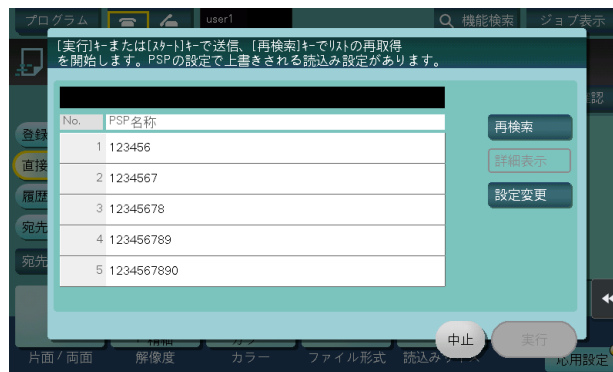 プログラム
user1
機能検索
ジョブ表示
[実行]ｷｰまたは[ｽﾀｰﾄ]ｷｰで送信、[再検索]ｷｰでﾘｽﾄの再取得
を開始します。PSPの設定で上書きされる読込み設定があります。
No. PSP名称
1 123456
2 1234567
3 12345678
4 123456789
5 1234567890
再検索
詳細表示
設定変更
登録
直接
履歴
宛先
宛先
認
中止
実行
片面/両面
解像度
カラー
ファイル形式
読込み
応用設定